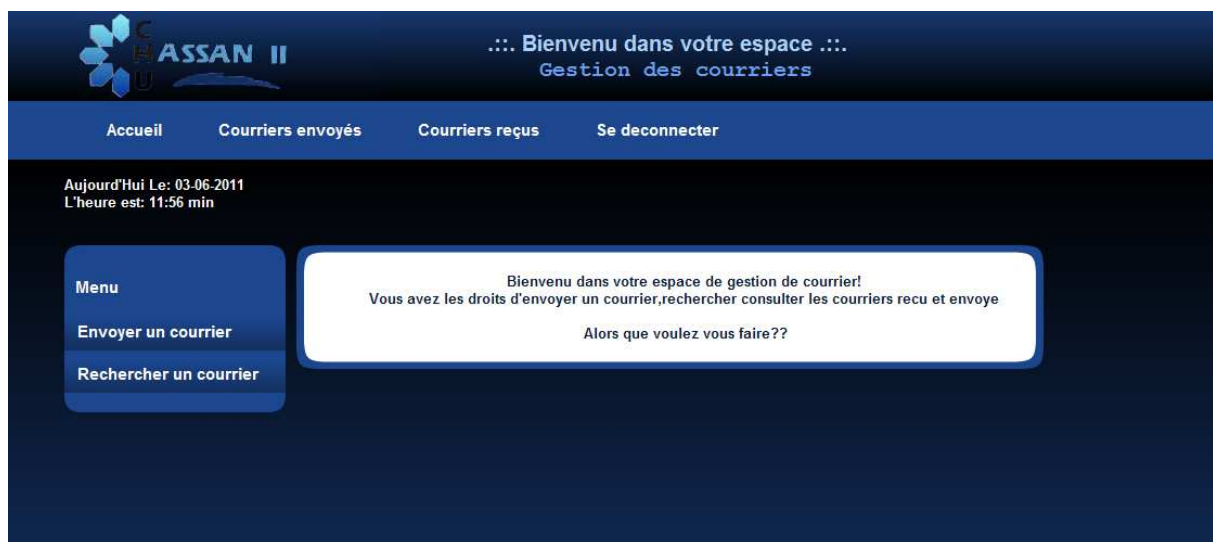 CHU
HASSAN II
.::. Bienvenu dans votre espace .::.
Gestion des courriers
Accueil Courriers envoyés Courriers reçus Se deconnecter
Aujourd'Hui Le: 03-06-2011
L'heure est: 11:56 min
Menu
Envoyer un courrier
Rechercher un courrier
Bienvenu dans votre espace de gestion de courrier!
Vous avez les droits d'envoyer un courrier,rechercher consulter les courriers recu et envoye
Alors que voulez vous faire??